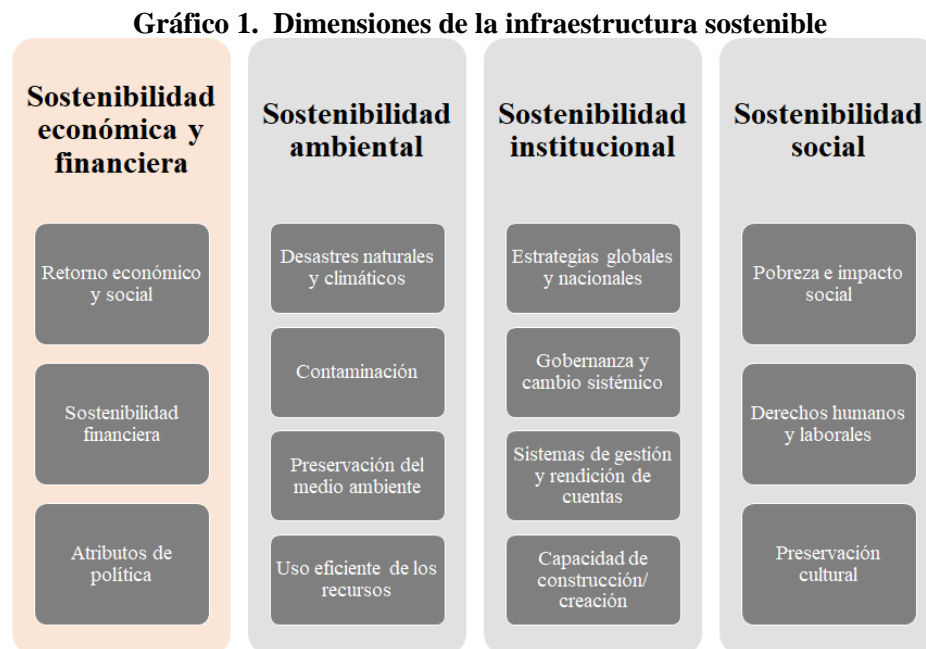 Gráfico 1. Dimensiones de la infraestructura sostenible
Sostenibilidad
económica y
financiera
Retorno económico
y social
Sostenibilidad
financiera
Atributos de
política
Sostenibilidad
ambiental
Desastres naturales
y climáticos
Contaminación
Preservación del
medio ambiente
Uso eficiente de los
recursos
Sostenibilidad
institucional
Estrategias globales
y nacionales
Gobernanza y
cambio sistémico
Sistemas de gestión
y rendición de
cuentas
Capacidad de
construcción/
creación
Sostenibilidad
social
Pobreza e impacto
social
Derechos humanos
y laborales
Preservación
cultural